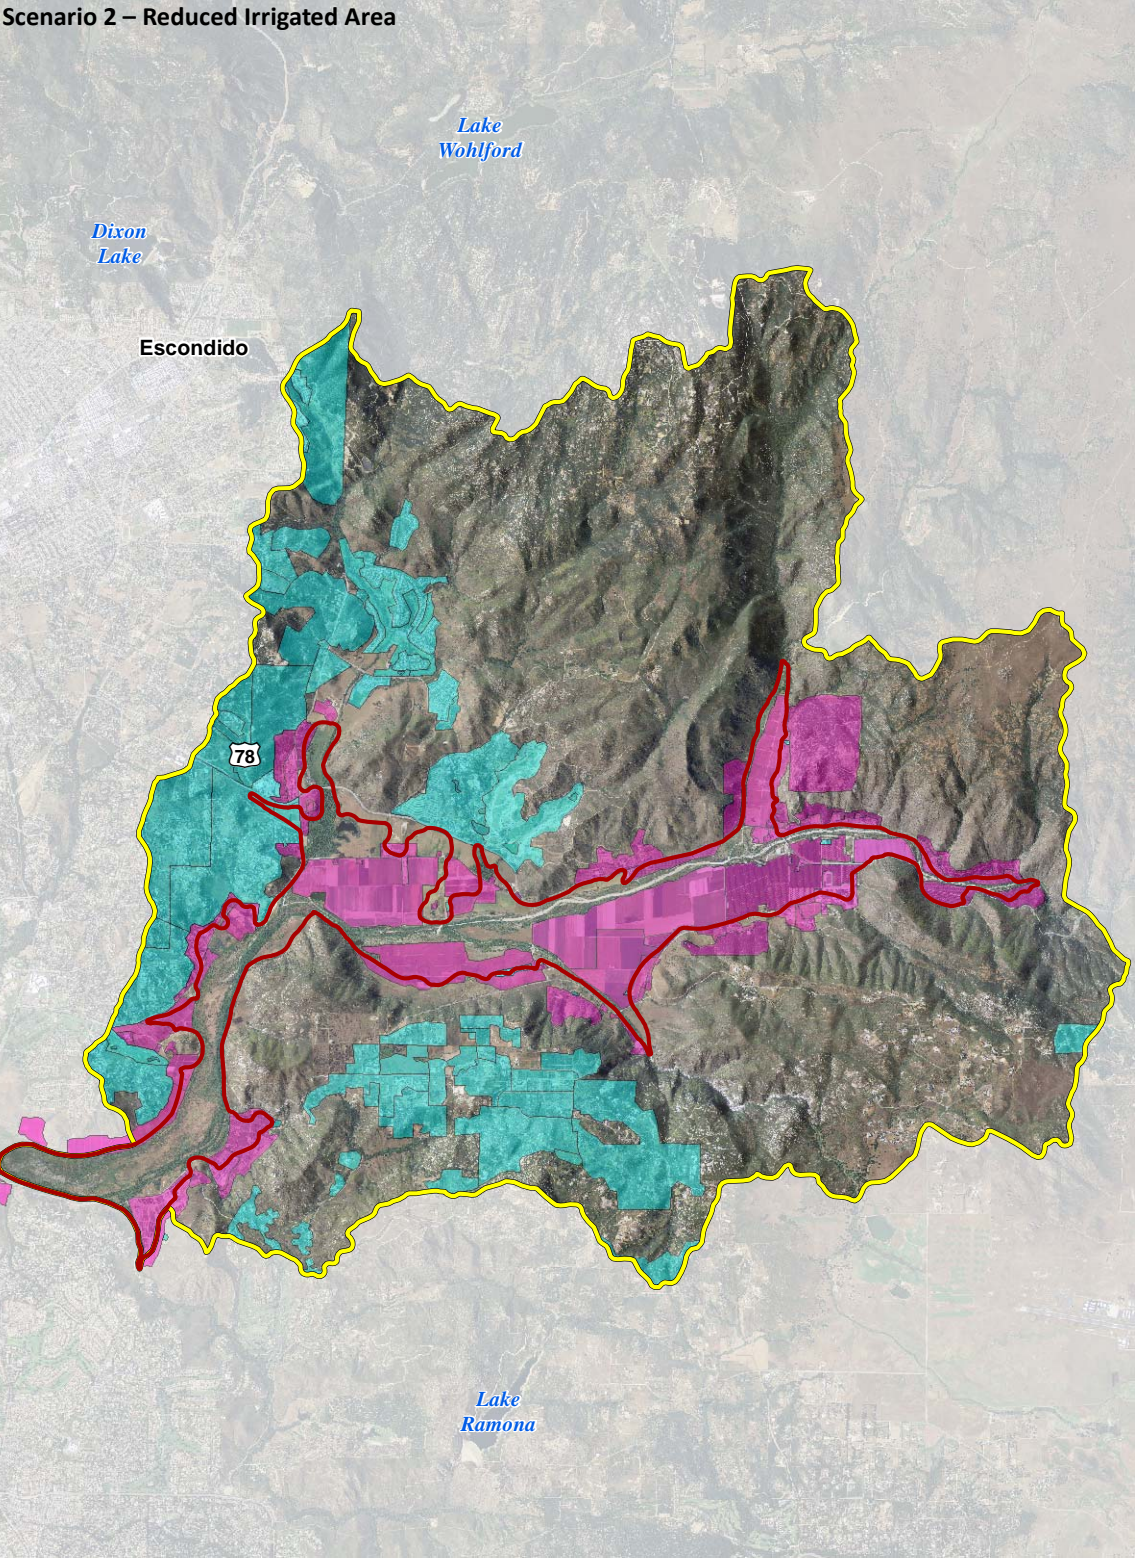 Scenario 2 – Reduced Irrigated Area
Lake
Wohlford
Dixon
Lake
Escondido
78
Lake
Ramona